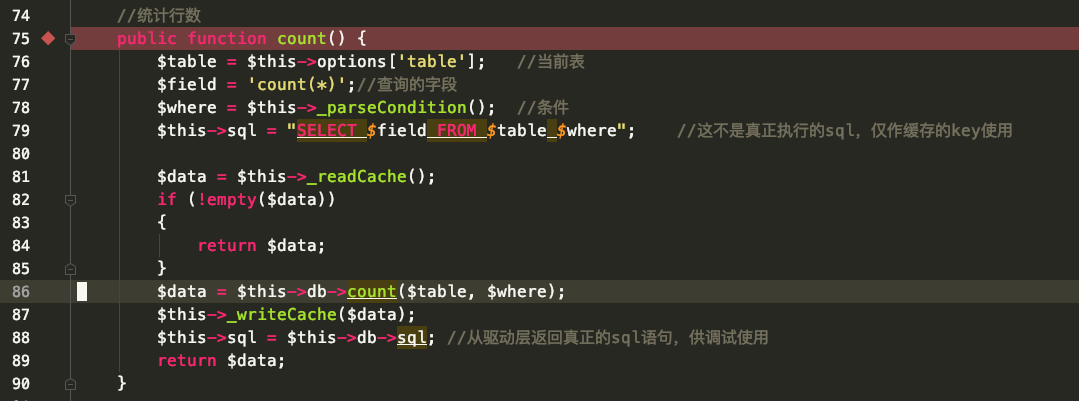 74 //统计行数
75 public function count() {
76 $table = $this->options['table']; //当前表
77 $field = 'count(*)';//查询的字段
78 $where = $this->_parseCondition(); //条件
79 $this->sql = "SELECT $field FROM $table $where"; //这不是真正执行的sql，仅作缓存的key使用
80
81 $data = $this->_readCache();
82 if (!empty($data))
83 {
84 return $data;
85 }
86 $data = $this->db->count($table, $where);
87 $this->_writeCache($data);
88 $this->sql = $this->db->sql; //从驱动层返回真正的sql语句，供调试使用
89 return $data;
90 }